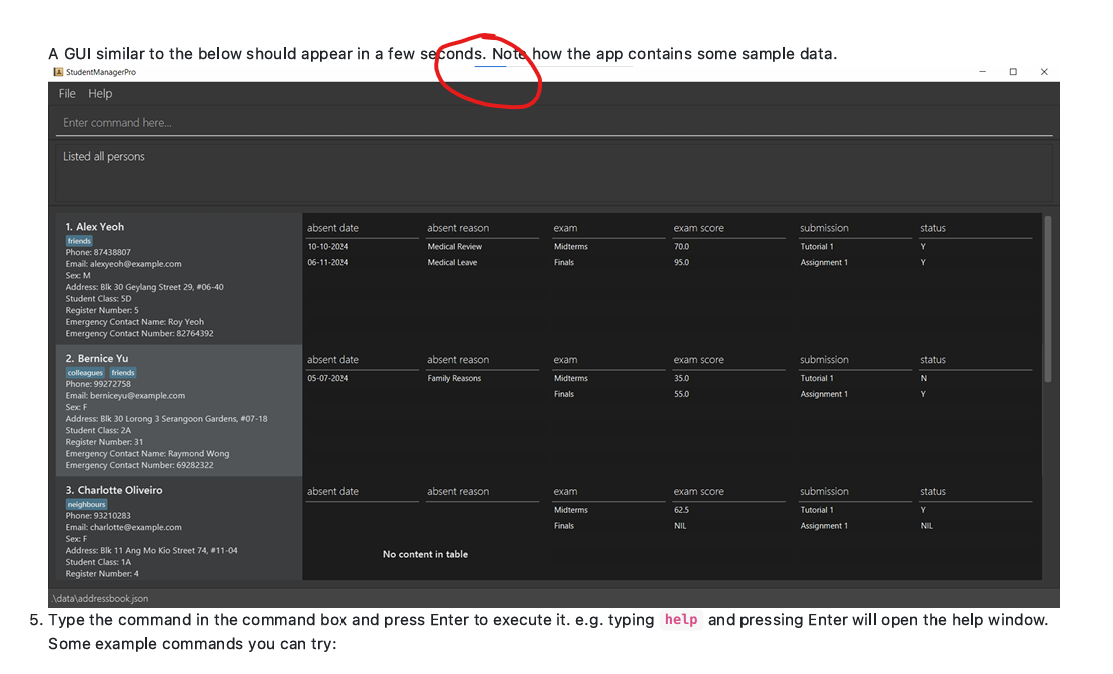 A GUI similar to the below should appear in a few seconds. Note how the app contains some sample data.
StudentManagerPro
File Help
Enter command here...
Listed all persons
1. Alex Yeoh
friends
Phone: 87438807
Email: alexyeoh@example.com
Sex: M
Address: Blk 30 Geylang Street 29, #06-40
Student Class: 5D
Register Number: 5
Emergency Contact Name: Roy Yeoh
Emergency Contact Number: 82764392
absent date absent reason exam exam score submission status
10-10-2024 Medical Review Midterms 70.0 Tutorial 1 Y
06-11-2024 Medical Leave Finals 95.0 Assignment 1 Y
2. Bernice Yu
colleagues friends
Phone: 99272758
Email: berniceyu@example.com
Sex: F
Address: Blk 30 Lorong 3 Serangoon Gardens, #07-18
Student Class: 2A
Register Number: 31
Emergency Contact Name: Raymond Wong
Emergency Contact Number: 69282322
absent date absent reason exam exam score submission status
05-07-2024 Family Reasons Midterms 35.0 Tutorial 1 N
Finals 55.0 Assignment 1 Y
3. Charlotte Oliveiro
neighbours
Phone: 93210283
Email: charlotte@example.com
Sex: F
Address: Blk 11 Ang Mo Kio Street 74, #11-04
Student Class: 1A
Register Number: 4
absent date absent reason exam exam score submission status
Midterms 62.5 Tutorial 1 Y
Finals NIL Assignment 1 NIL
No content in table
.\data\addressbook.json
5. Type the command in the command box and press Enter to execute it. e.g. typing help and pressing Enter will open the help window.
Some example commands you can try: